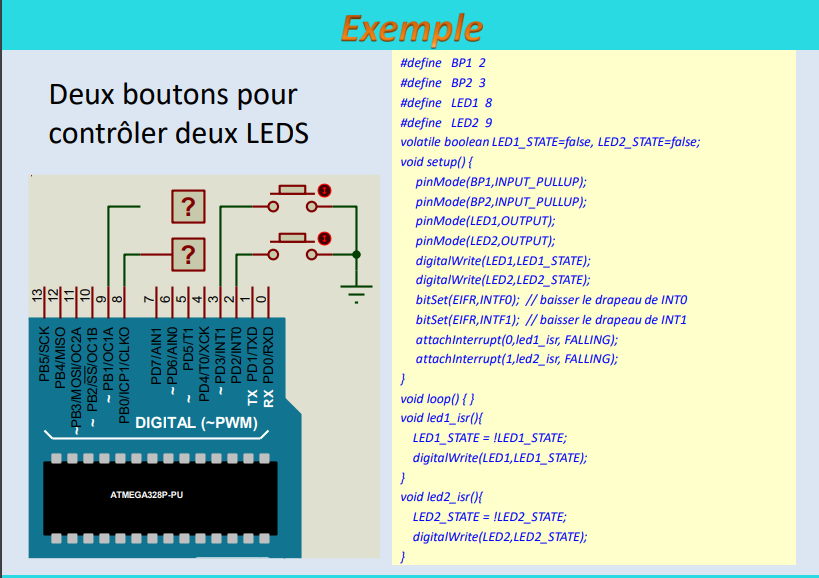 Exemple
Deux boutons pour
contrôler deux LEDS
#define BP1 2
#define BP2 3
#define LED1 8
#define LED2 9
volatile boolean LED1_STATE=false, LED2_STATE=false;
void setup() {
pinMode(BP1,INPUT_PULLUP);
pinMode(BP2,INPUT_PULLUP);
pinMode(LED1,OUTPUT);
pinMode(LED2,OUTPUT);
digitalWrite(LED1,LED1_STATE);
digitalWrite(LED2,LED2_STATE);
bitSet(EIFR,INTF0); // baisser le drapeau de INT0
bitSet(EIFR,INTF1); // baisser le drapeau de INT1
attachInterrupt(0,led1_isr, FALLING);
attachInterrupt(1,led2_isr, FALLING);
}
void loop() { }
void led1_isr(){
LED1_STATE = !LED1_STATE;
digitalWrite(LED1,LED1_STATE);
}
void led2_isr(){
LED2_STATE = !LED2_STATE;
digitalWrite(LED2,LED2_STATE);
}
?
?
13
12
11
10
9
8
7
6
5
4
3
2
1
0
PB5/SCK
PB4/MISO
~PB3/MOSI/OC2A
~PB2/SS/OC1B
~PB1/OC1A
PB0/ICP1/CLKO
PD7/AIN1
~PD6/AIN0
~PD5/T1
PD4/T0/XCK
~PD3/INT1
PD2/INT0
TX PD1/TXD
RX PD0/RXD
DIGITAL (~PWM)
ATMEGA328P-PU